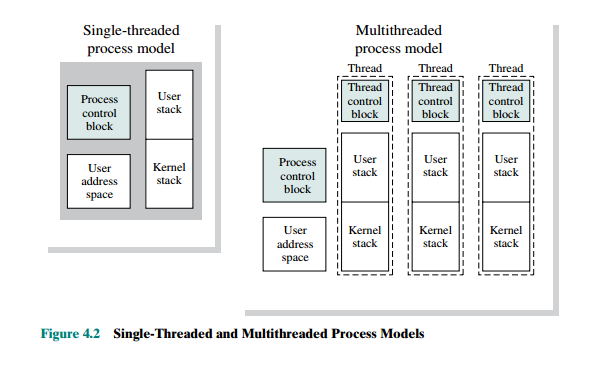 Single-threaded
process model
Process
control
block
User
stack
User
address
space
Kernel
stack
Multithreaded
process model
Thread
Thread
Thread
Thread
control
block
Thread
control
block
Thread
control
block
Process
control
block
User
stack
User
stack
User
stack
User
address
space
Kernel
stack
Kernel
stack
Kernel
stack
Figure 4.2 Single-Threaded and Multithreaded Process Models